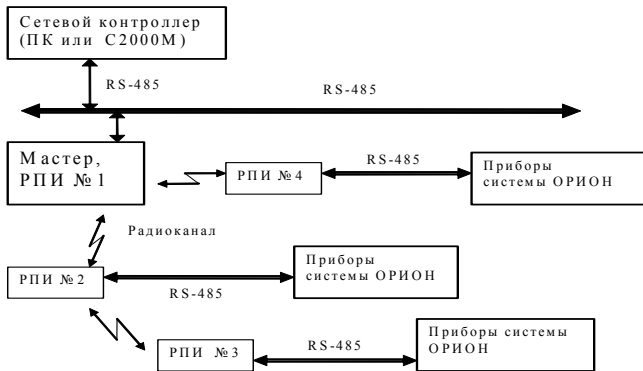 Сетевой контроллер
(ПК или С2000М)
RS-485
RS-485
Мастер,
РПИ №1
РПИ №4
RS-485
Приборы
системы ОРИОН
Радиоканал
РПИ №2
RS-485
Приборы
системы ОРИОН
РПИ №3
RS-485
Приборы системы
ОРИОН